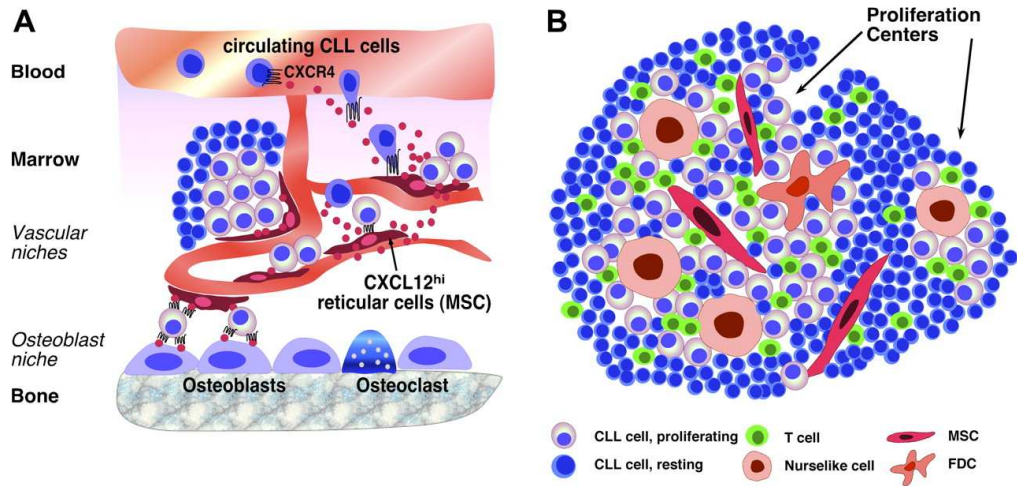 A
circulating CLL cells
Blood
CXCR4
Marrow
Vascular
niches
CXCL12hi
reticular cells (MSC)
Osteoblast
niche
Osteoblasts
Osteoclast
Bone
B
Proliferation
Centers
CLL cell, proliferating
T cell
MSC
CLL cell, resting
Nurselike cell
FDC